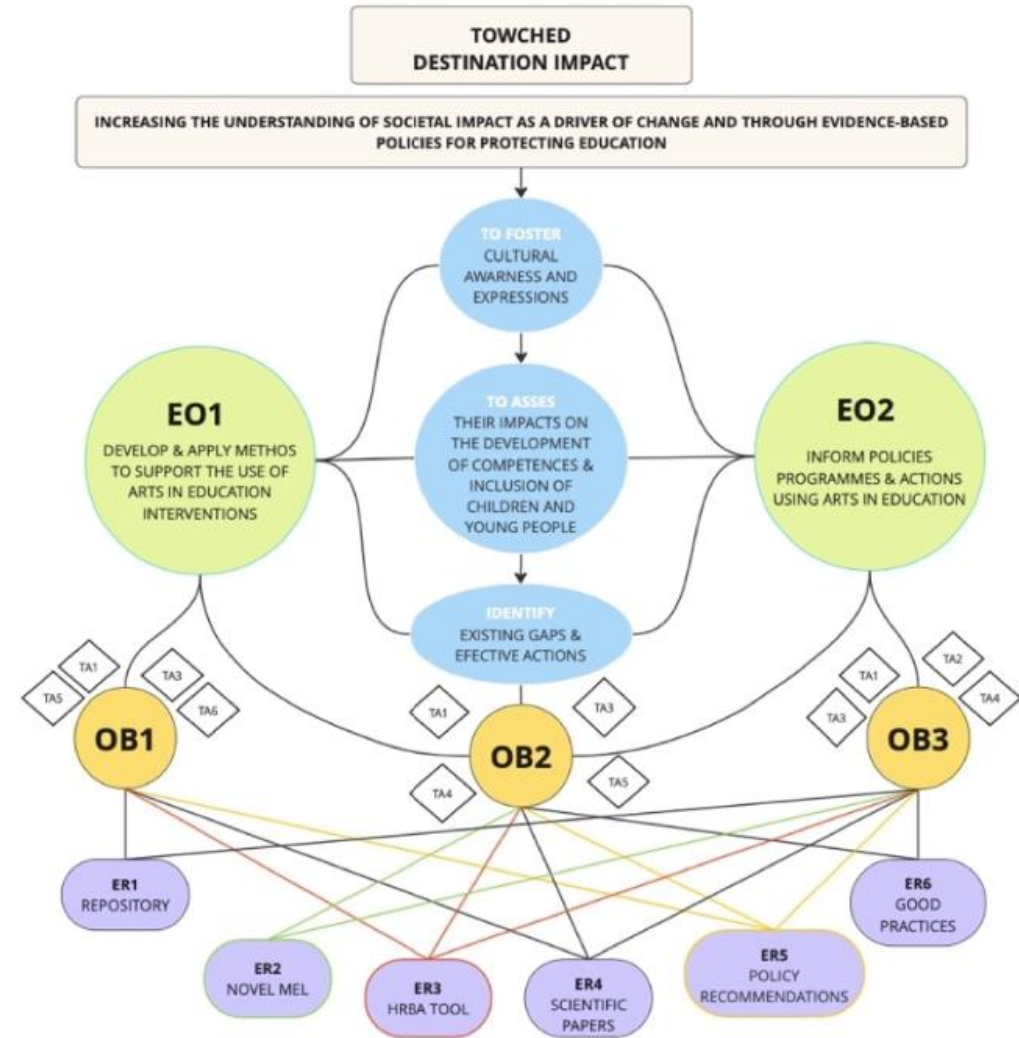 TOWCHED
DESTINATION IMPACT
INCREASING THE UNDERSTANDING OF SOCIETAL IMPACT AS A DRIVER OF CHANGE AND THROUGH EVIDENCE-BASED
POLICIES FOR PROTECTING EDUCATION
TO FOSTER
CULTURAL
AWARNESS AND
EXPRESSIONS
EO1
DEVELOP & APPLY METHOS
TO SUPPORT THE USE OF
ARTS IN EDUCATION
INTERVENTIONS
TO ASSES
THEIR IMPACTS ON
THE DEVELOPMENT
OF COMPETENCES &
INCLUSION OF
CHILDREN AND
YOUNG PEOPLE
EO2
INFORM POLICIES
PROGRAMMES & ACTIONS
USING ARTS IN EDUCATION
IDENTIFY
EXISTING GAPS &
EFECTIVE ACTIONS
TA1
TA5
TA3
TA6
OB1
TA1
TA3
TA4
TA5
OB2
TA1
TA3
TA2
TA4
OB3
ER1
REPOSITORY
ER2
NOVEL MEL
ER3
HRBA TOOL
ER4
SCIENTIFIC
PAPERS
ER5
POLICY
RECOMMENDATIONS
ER6
GOOD
PRACTICES